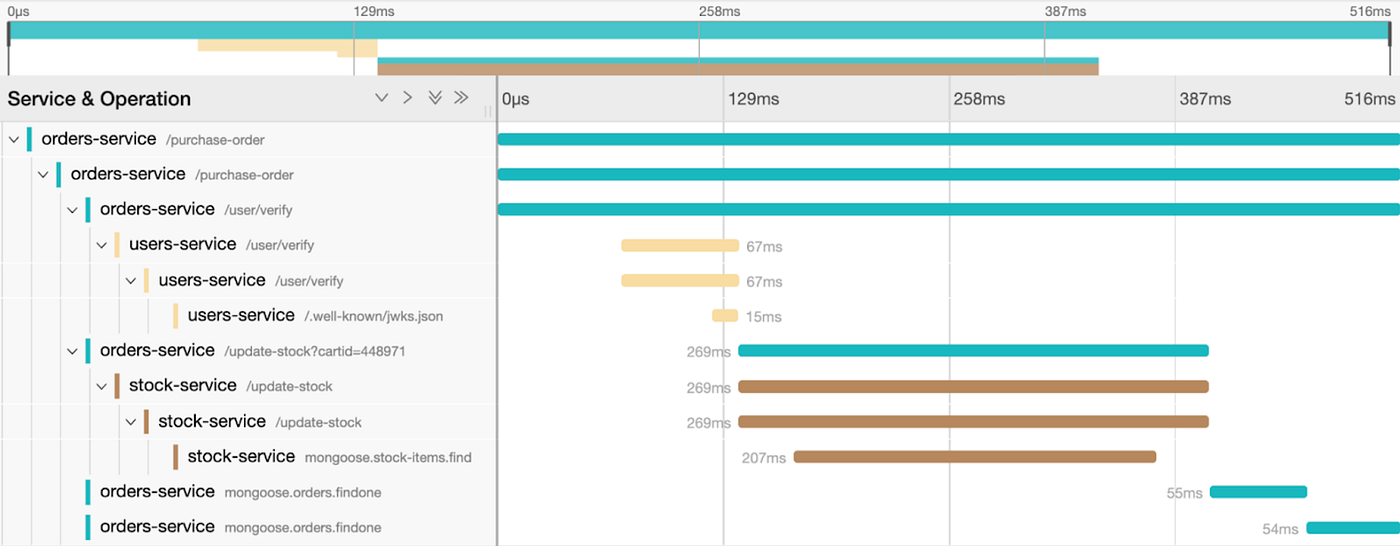 0μs 129ms 258ms 387ms 516ms
Service & Operation 0μs 129ms 258ms 387ms 516ms
orders-service /purchase-order
orders-service /purchase-order
orders-service /user/verify
users-service /user/verify 67ms
users-service /user/verify 67ms
users-service /.well-known/jwks.json 15ms
orders-service /update-stock?cartid=448971 269ms
stock-service /update-stock 269ms
stock-service /update-stock 269ms
stock-service mongoose.stock-items.find 207ms
orders-service mongoose.orders.findone 55ms
orders-service mongoose.orders.findone 54ms